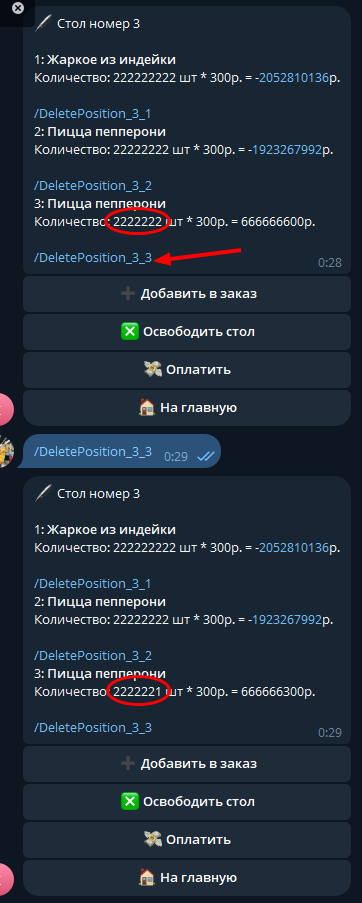 Стол номер 3
1: Жаркое из индейки
Количество: 222222222 шт * 300р. = -2052810136р.
/DeletePosition_3_1
2: Пицца пепперони
Количество: 22222222 шт * 300р. = -1923267992р.
/DeletePosition_3_2
3: Пицца пепперони
Количество: 2222222 шт * 300р. = 666666600р.
/DeletePosition_3_3
0:28
Добавить в заказ
Освободить стол
Оплатить
На главную
/DeletePosition_3_3 0:29
Стол номер 3
1: Жаркое из индейки
Количество: 222222222 шт * 300р. = -2052810136р.
/DeletePosition_3_1
2: Пицца пепперони
Количество: 22222222 шт * 300р. = -1923267992р.
/DeletePosition_3_2
3: Пицца пепперони
Количество: 2222221 шт * 300р. = 666666300р.
/DeletePosition_3_3
0:29
Добавить в заказ
Освободить стол
Оплатить
На главную